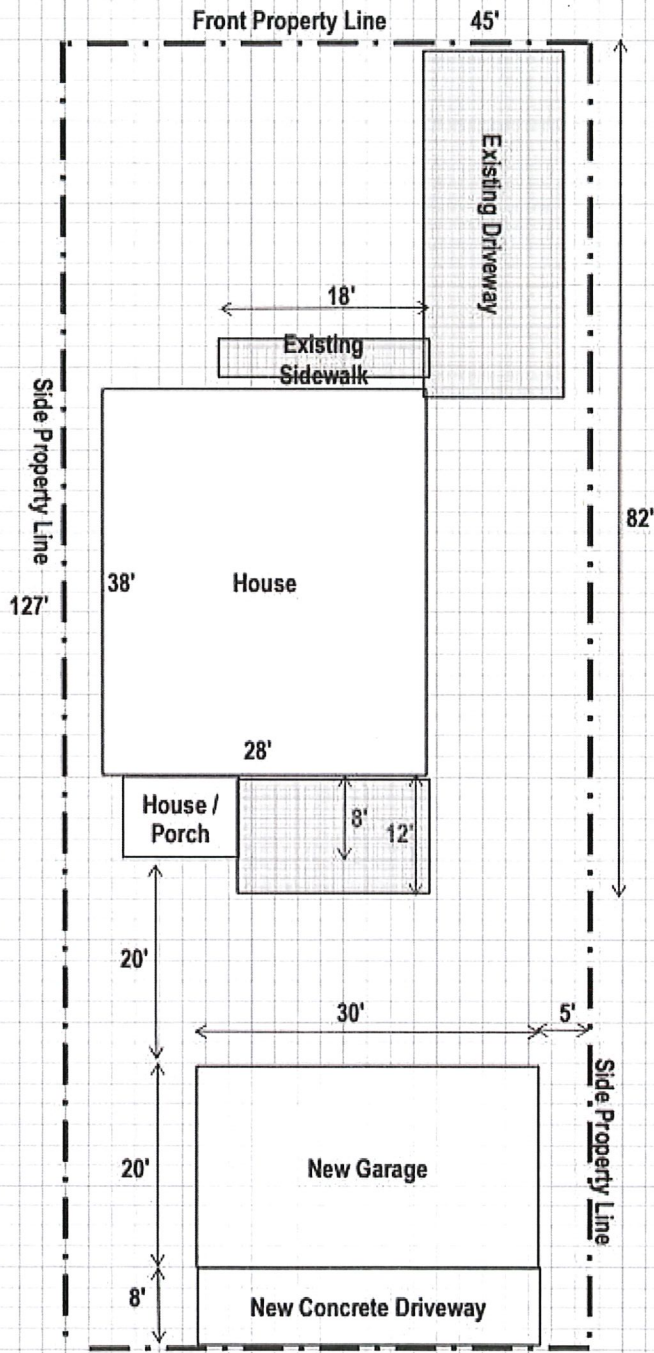 Front Property Line 45'
Existing Driveway
18'
Existing
Sidewalk
Side Property Line
82'
38' House
127'
28'
House /
Porch
8'
12'
20'
30' 5'
Side Property Line
20' New Garage
8' New Concrete Driveway